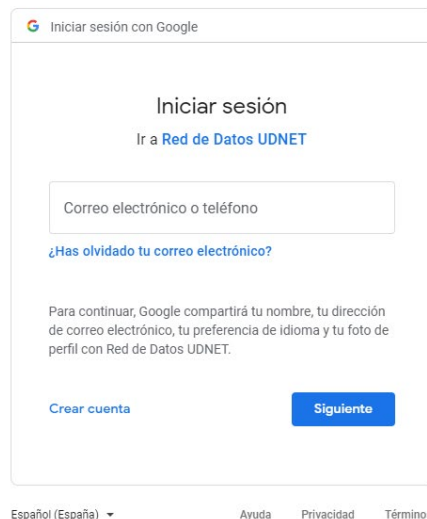 Iniciar sesión con Google
Iniciar sesión
Ir a Red de Datos UDNET
Correo electrónico o teléfono
¿Has olvidado tu correo electrónico?
Para continuar, Google compartirá tu nombre, tu dirección
de correo electrónico, tu preferencia de idioma y tu foto de
perfil con Red de Datos UDNET.
Crear cuenta Siguiente
Español (España) Ayuda Privacidad Término